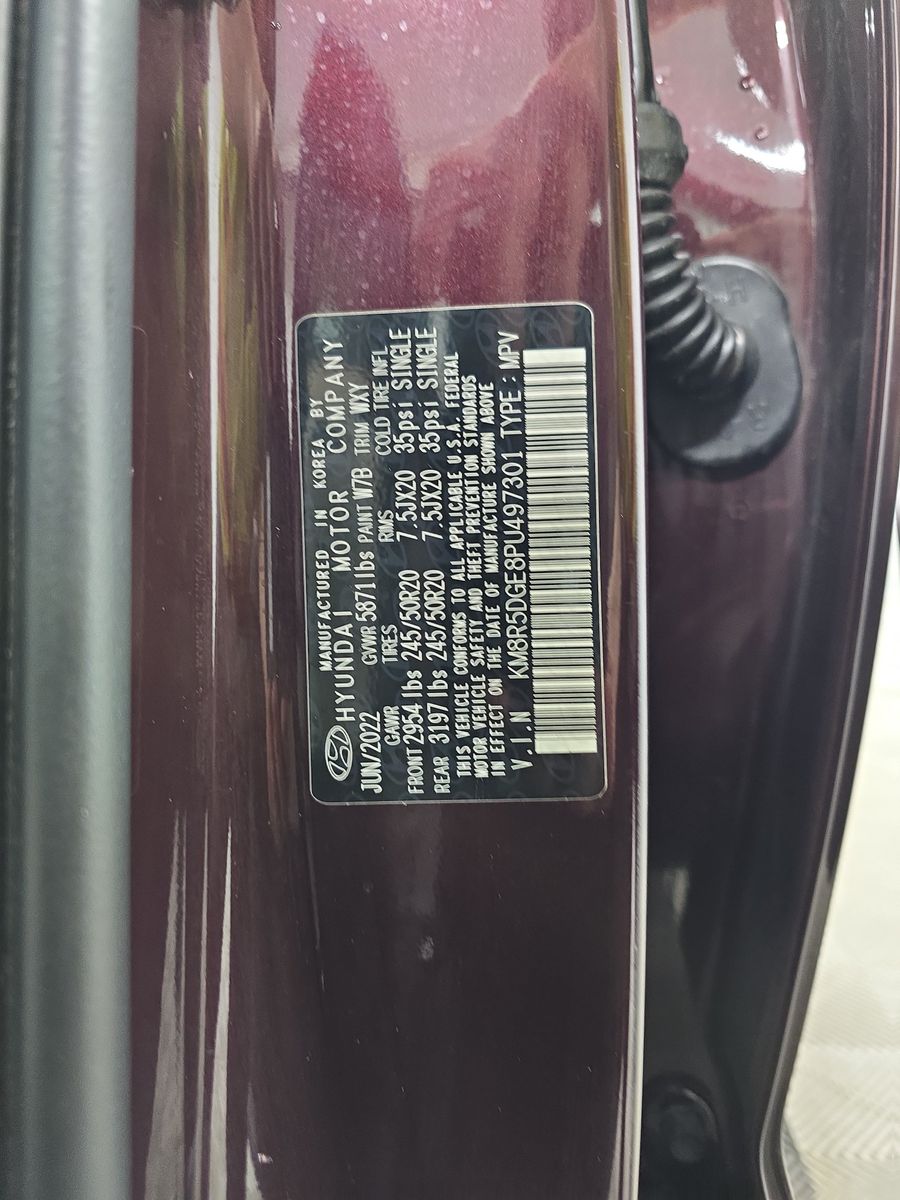 MANUFACTURED IN KOREA BY
HYUNDAI MOTOR COMPANY
JUN/2022 GVWR 5871lbs PAINT W7B TRIM WXY
GAWR TIRES RIMS COLD TIRE INFL
FRONT 2954 lbs 245/50R20 7.5JX20 35psi SINGLE
REAR 3197 lbs 245/50R20 7.5JX20 35psi SINGLE
THIS VEHICLE CONFORMS TO ALL APPLICABLE U.S.A. FEDERAL
MOTOR VEHICLE SAFETY AND THEFT PREVENTION STANDARDS
IN EFFECT ON THE DATE OF MANUFACTURE SHOWN ABOVE
V.I.N KM8R5DGE8PU497301 TYPE : MPV